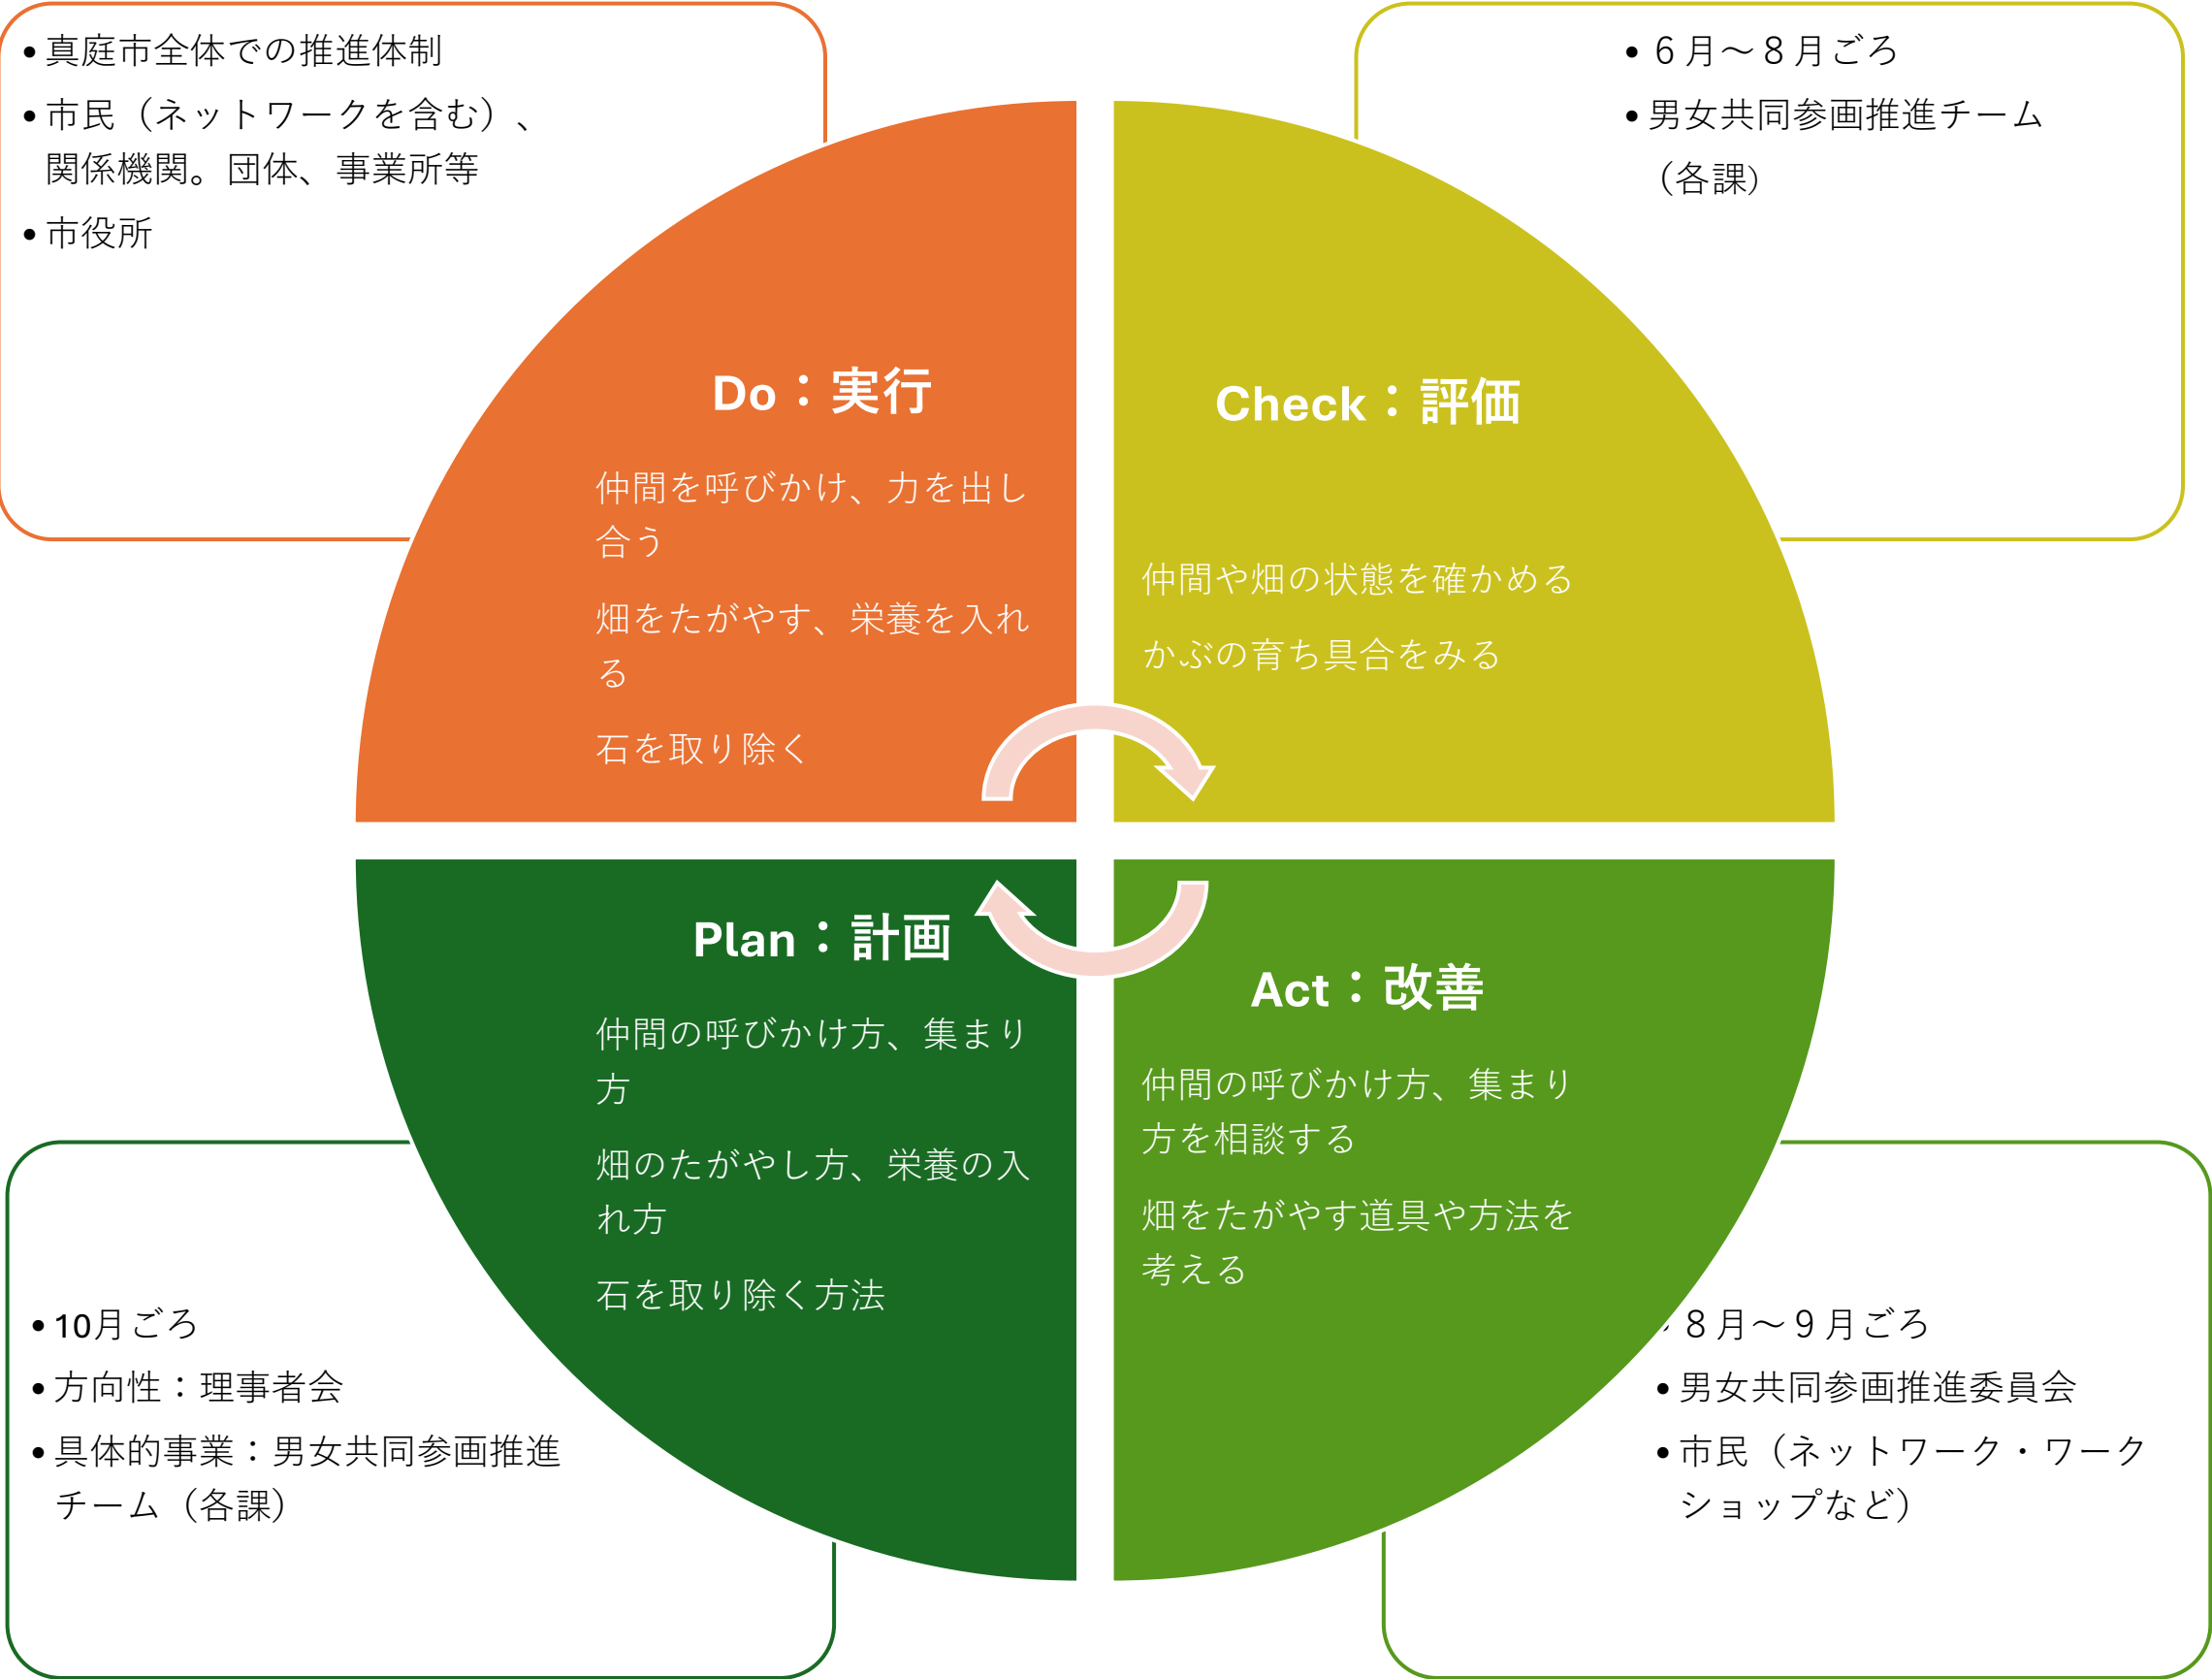 • 真庭市全体での推進体制
• 市民（ネットワークを含む）、
関係機関。団体、事業所等
• 市役所
• ６月～８月ごろ
• 男女共同参画推進チーム
（各課）
Do：実行
仲間を呼びかけ、力を出し
合う
畑をたがやす、栄養を入れ
る
石を取り除く
Check：評価
仲間や畑の状態を確かめる
かぶの育ち具合をみる
Plan：計画
仲間の呼びかけ方、集まり
方
畑のたがやし方、栄養の入
れ方
石を取り除く方法
Act：改善
仲間の呼びかけ方、集まり
方を相談する
畑をたがやす道具や方法を
考える
• 10月ごろ
• 方向性：理事者会
• 具体的事業：男女共同参画推進
チーム（各課）
• ８月～９月ごろ
• 男女共同参画推進委員会
• 市民（ネットワーク・ワーク
ショップなど）